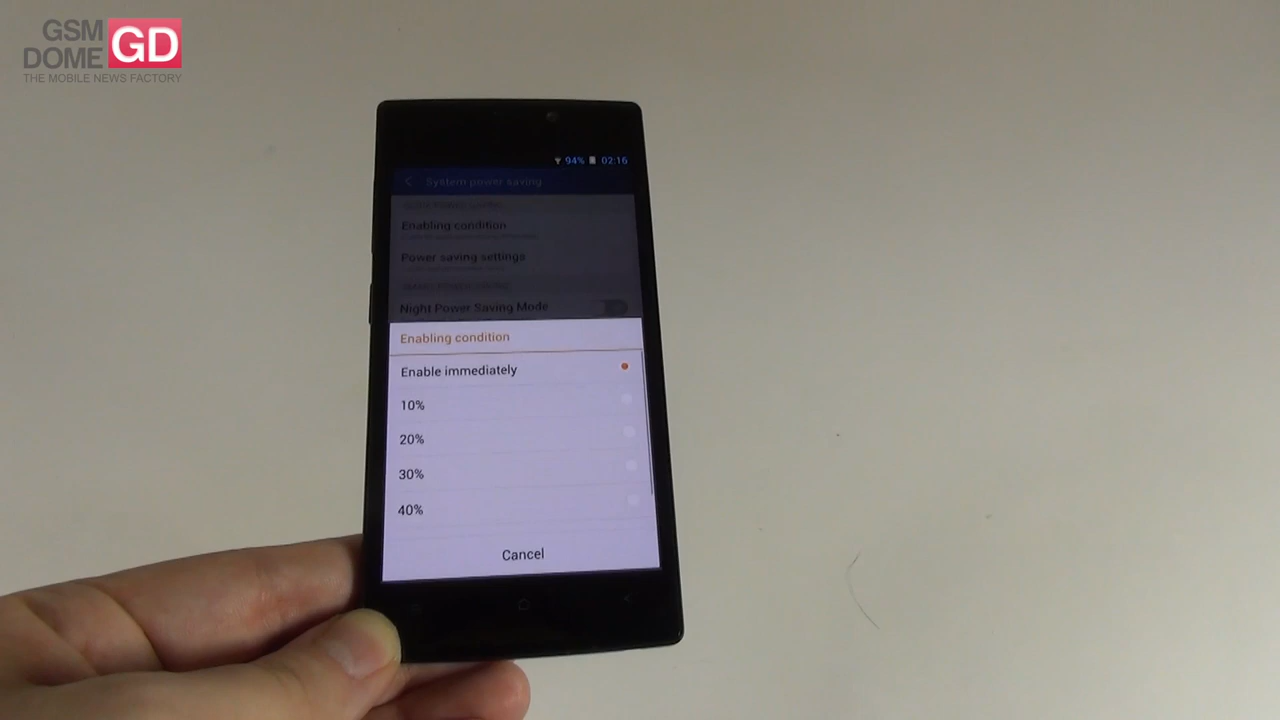 GSM
DOME GD
THE MOBILE NEWS FACTORY
94% 02:16
System power saving
Enabling condition
Power saving settings
Night Power Saving Mode
Enabling condition
Enable immediately
10%
20%
30%
40%
Cancel